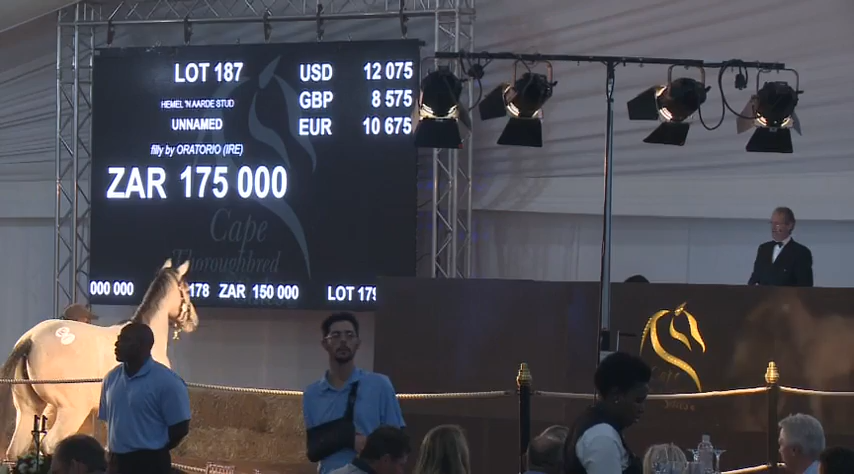 LOT 187
USD 12 075
HEMEL 'N AARDE STUD
GBP 8 575
UNNAMED
EUR 10 675
filly by ORATORIO (IRE)
ZAR 175 000
Cape
Thoroughbred
000 000 178 ZAR 150 000 LOT 179